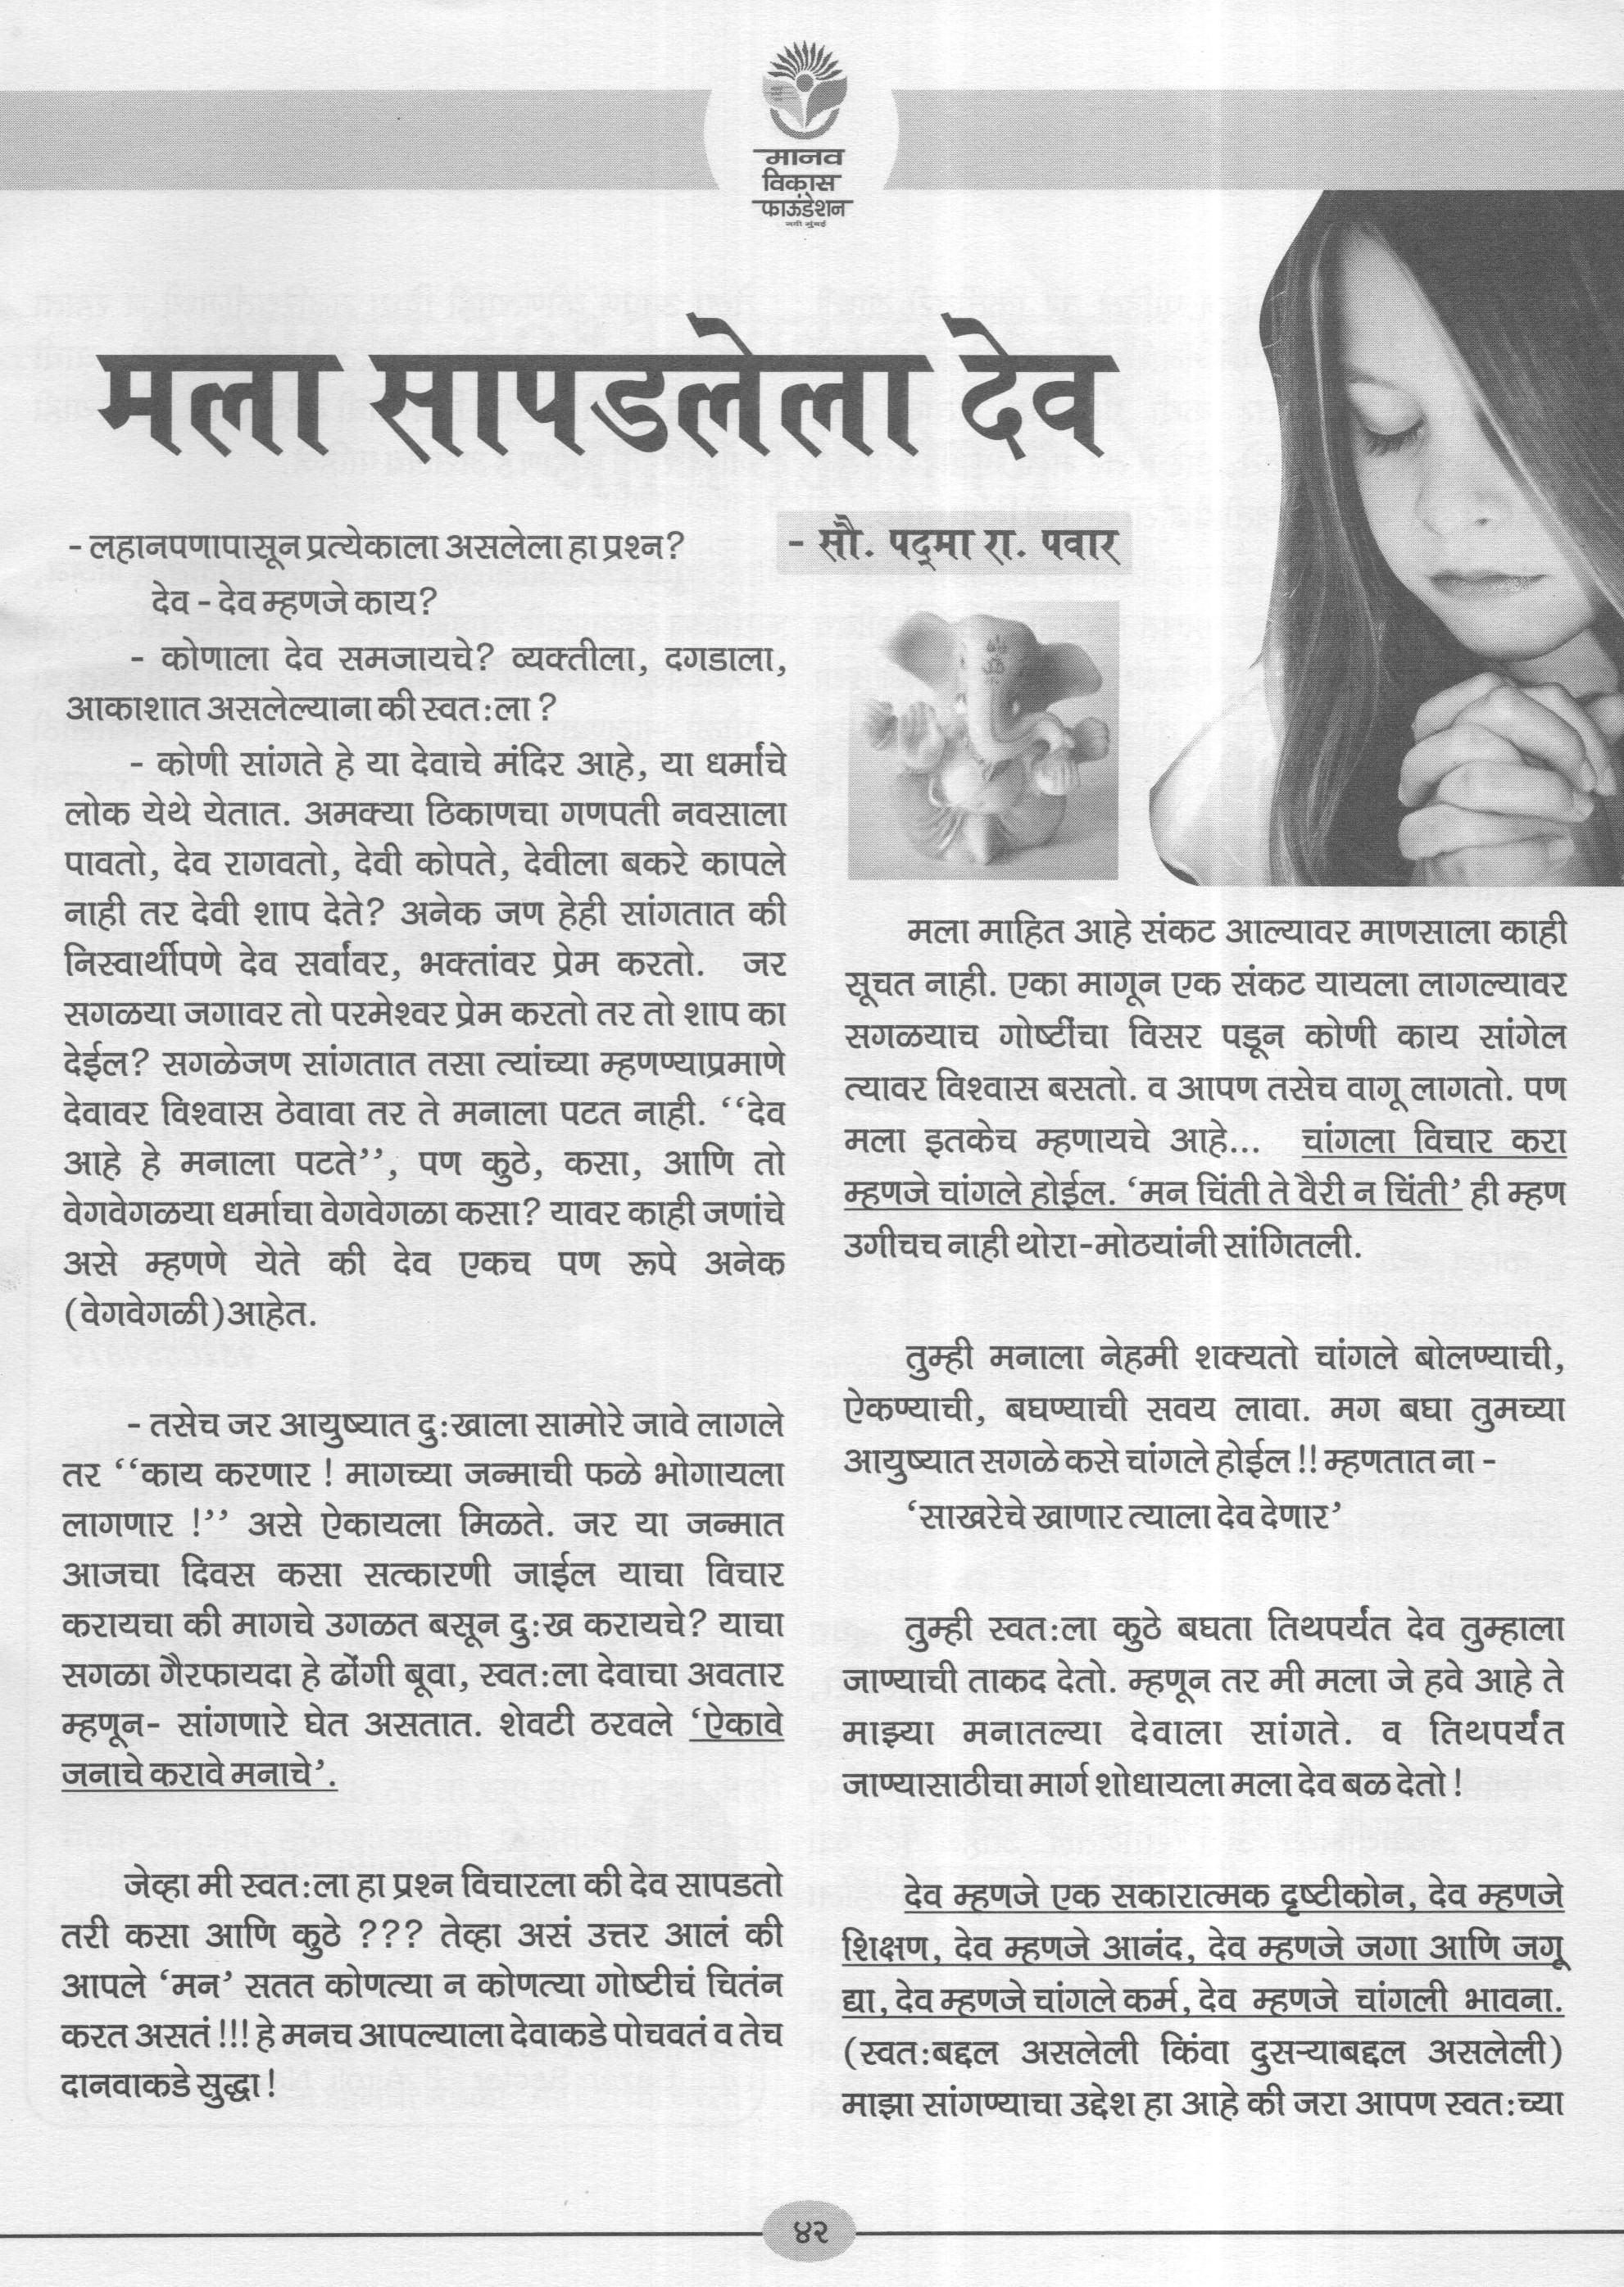 मानव
विकास
फाऊंडेशन
नवी मुंबई
मला सापडलेला देव
- सौ. पद्मा रा. पवार
- लहानपणापासून प्रत्येकाला असलेला हा प्रश्न?
देव - देव म्हणजे काय?
- कोणाला देव समजायचे? व्यक्तीला, दगडाला,
आकाशात असलेल्याना की स्वत:ला ?
- कोणी सांगते हे या देवाचे मंदिर आहे, या धर्मांचे
लोक येथे येतात. अमक्या ठिकाणचा गणपती नवसाला
पावतो, देव रागवतो, देवी कोपते, देवीला बकरे कापले
नाही तर देवी शाप देते? अनेक जण हेही सांगतात की
निस्वार्थीपणे देव सर्वांवर, भक्तांवर प्रेम करतो. जर
सगळया जगावर तो परमेश्वर प्रेम करतो तर तो शाप का
देईल? सगळेजण सांगतात तसा त्यांच्या म्हणण्याप्रमाणे
देवावर विश्वास ठेवावा तर ते मनाला पटत नाही. ‘‘देव
आहे हे मनाला पटते’’, पण कुठे, कसा, आणि तो
वेगवेगळया धर्माचा वेगवेगळा कसा? यावर काही जणांचे
असे म्हणणे येते की देव एकच पण रूपे अनेक
(वेगवेगळी)आहेत.
- तसेच जर आयुष्यात दु:खाला सामोरे जावे लागले
तर ‘‘काय करणार ! मागच्या जन्माची फळे भोगायला
लागणार !’’ असे ऐकायला मिळते. जर या जन्मात
आजचा दिवस कसा सत्कारणी जाईल याचा विचार
करायचा की मागचे उगळत बसून दु:ख करायचे? याचा
सगळा गैरफायदा हे ढोंगी बूवा, स्वत:ला देवाचा अवतार
म्हणून- सांगणारे घेत असतात. शेवटी ठरवले ‘ऐकावे
जनाचे करावे मनाचे’.
जेव्हा मी स्वत:ला हा प्रश्न विचारला की देव सापडतो
तरी कसा आणि कुठे ??? तेव्हा असं उत्तर आलं की
आपले ‘मन’ सतत कोणत्या न कोणत्या गोष्टीचं चितंन
करत असतं !!! हे मनच आपल्याला देवाकडे पोचवतं व तेच
दानवाकडे सुद्धा !
मला माहित आहे संकट आल्यावर माणसाला काही
सूचत नाही. एका मागून एक संकट यायला लागल्यावर
सगळयाच गोष्टींचा विसर पडून कोणी काय सांगेल
त्यावर विश्वास बसतो. व आपण तसेच वागू लागतो. पण
मला इतकेच म्हणायचे आहे... चांगला विचार करा
म्हणजे चांगले होईल. ‘मन चिंती ते वैरी न चिंती’ ही म्हण
उगीचच नाही थोरा-मोठयांनी सांगितली.
तुम्ही मनाला नेहमी शक्यतो चांगले बोलण्याची,
ऐकण्याची, बघण्याची सवय लावा. मग बघा तुमच्या
आयुष्यात सगळे कसे चांगले होईल !! म्हणतात ना -
‘साखरेचे खाणार त्याला देव देणार’
तुम्ही स्वत:ला कुठे बघता तिथपर्यंत देव तुम्हाला
जाण्याची ताकद देतो. म्हणून तर मी मला जे हवे आहे ते
माझ्या मनातल्या देवाला सांगते. व तिथपर्यंत
जाण्यासाठीचा मार्ग शोधायला मला देव बळ देतो !
देव म्हणजे एक सकारात्मक दृष्टीकोन, देव म्हणजे
शिक्षण, देव म्हणजे आनंद, देव म्हणजे जगा आणि जगू
द्या, देव म्हणजे चांगले कर्म, देव म्हणजे चांगली भावना.
(स्वत:बद्दल असलेली किंवा दुसऱ्याबद्दल असलेली)
माझा सांगण्याचा उद्देश हा आहे की जरा आपण स्वत:च्या
४२